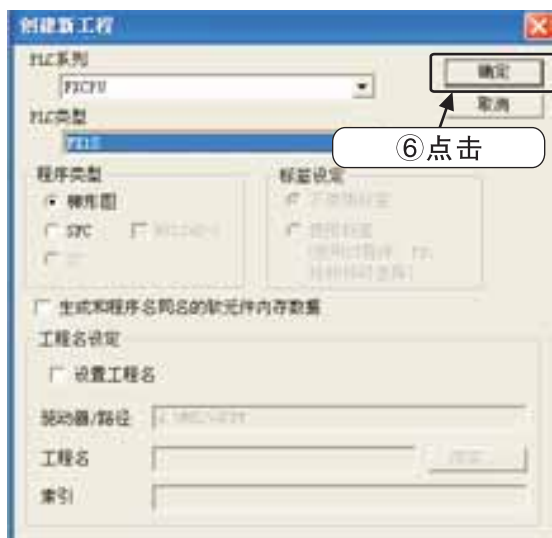 创建新工程
PLC系列
确定
FXCPU
取消
PLC类型
FX1S
⑥点击
程序类型
标签设定
梯形图
SFC
生成和程序名同名的软元件内存数据
工程名设定
设置工程名
驱动器/路径
工程名
索引